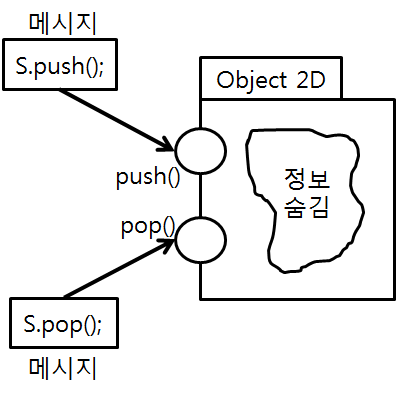 메시지
S.push();
Object 2D
push()
정보
숨김
pop()
S.pop();
메시지